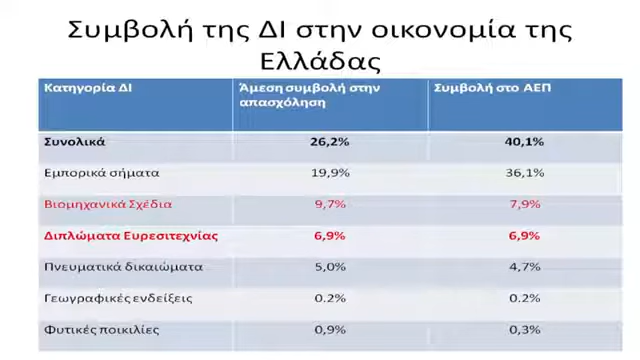 Συμβολή της ΔΙ στην οικονομία της
Ελλάδας
Κατηγορία ΔΙ Άμεση συμβολή στην απασχόληση Συμβολή στο ΑΕΠ
Συνολικά 26,2% 40,1%
Εμπορικά σήματα 19,9% 36,1%
Βιομηχανικά Σχέδια 9,7% 7,9%
Διπλώματα Ευρεσιτεχνίας 6,9% 6,9%
Πνευματικά δικαιώματα 5,0% 4,7%
Γεωγραφικές ενδείξεις 0.2% 0.2%
Φυτικές ποικιλίες 0,9% 0,3%